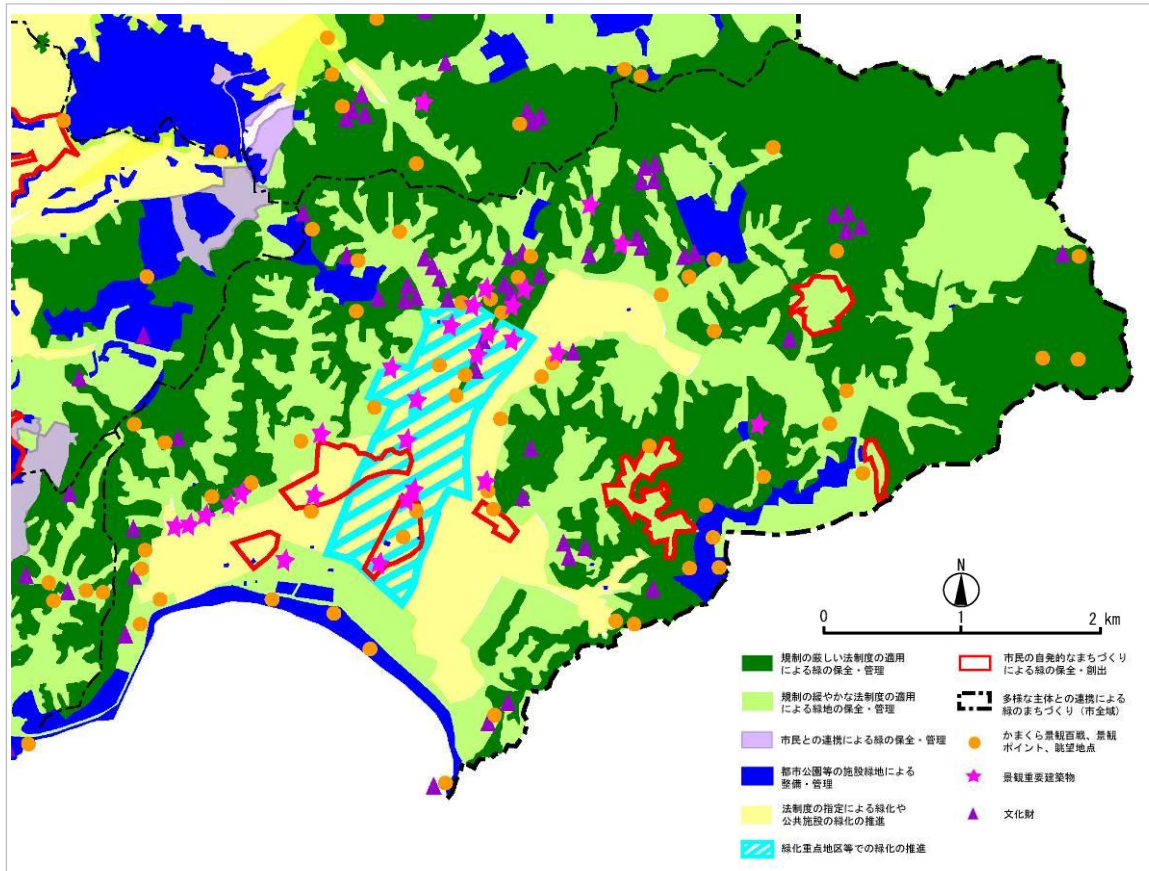 N
0
1
2 km
規制の厳しい法制度の適用
による緑の保全・管理
規制の緩やかな法制度の適用
による緑地の保全・管理
市民との連携による緑の保全・管理
都市公園等の施設緑地による
整備・管理
法制度の指定による緑化や
公共施設の緑化の推進
緑化重点地区等での緑化の推進
市民の自発的なまちづくり
による緑の保全・創出
多様な主体との連携による
緑のまちづくり(市全域)
かまくら景観百戦、景観
ポイント、眺望地点
景観重要建築物
文化財